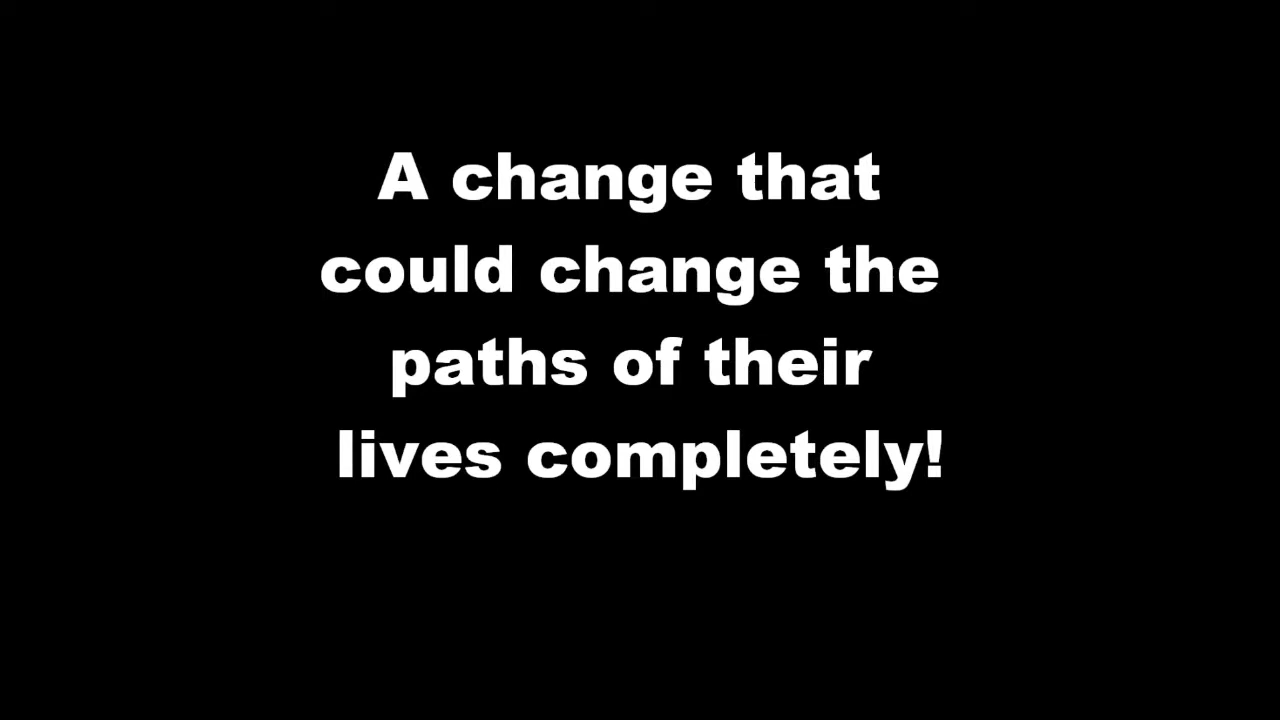 A change that
could change the
paths of their
lives completely!